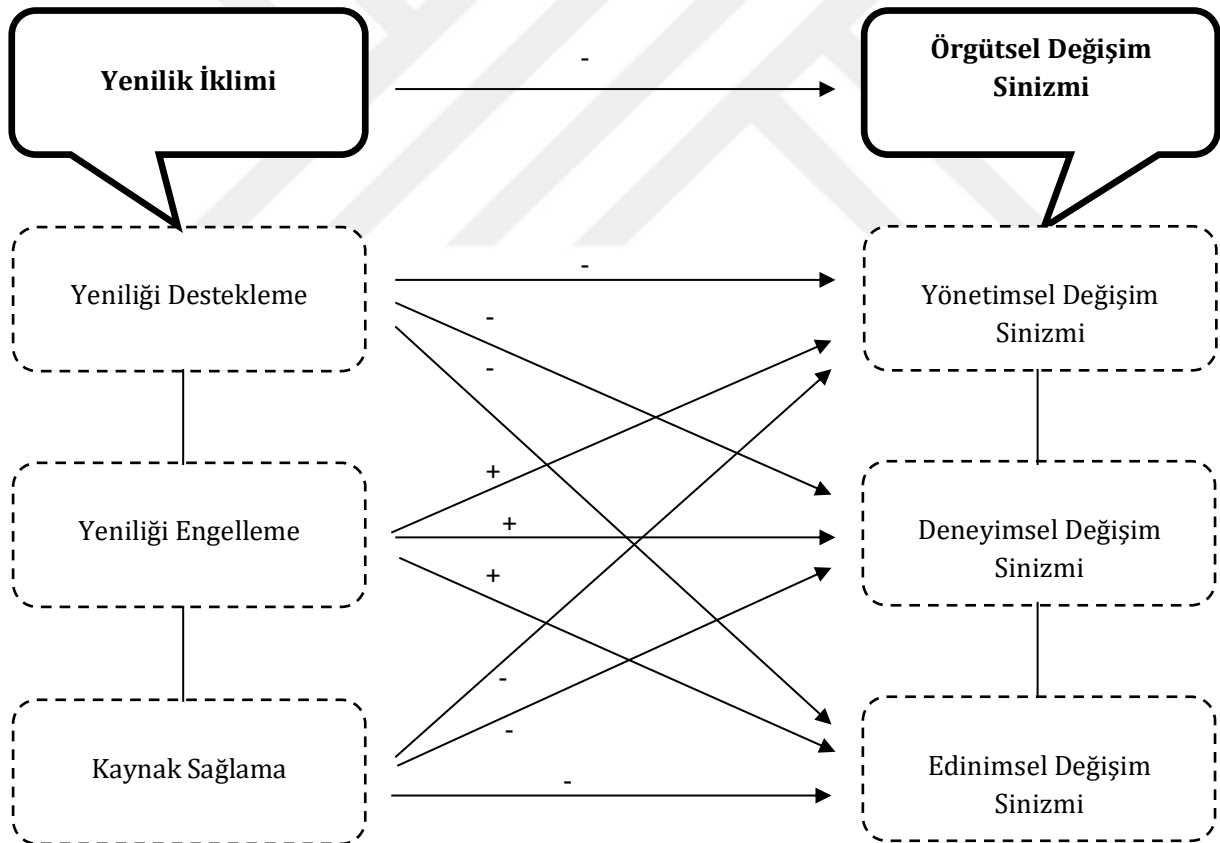 Yenilik İklimi
-
Örgütsel Değişim
Sinizmi
Yeniliği Destekleme
-
-
-
Yönetimsel Değişim
Sinizmi
Yeniliği Engelleme
+
+
+
Deneyimsel Değişim
Sinizmi
Kaynak Sağlama
-
-
-
Edinimsel Değişim
Sinizmi